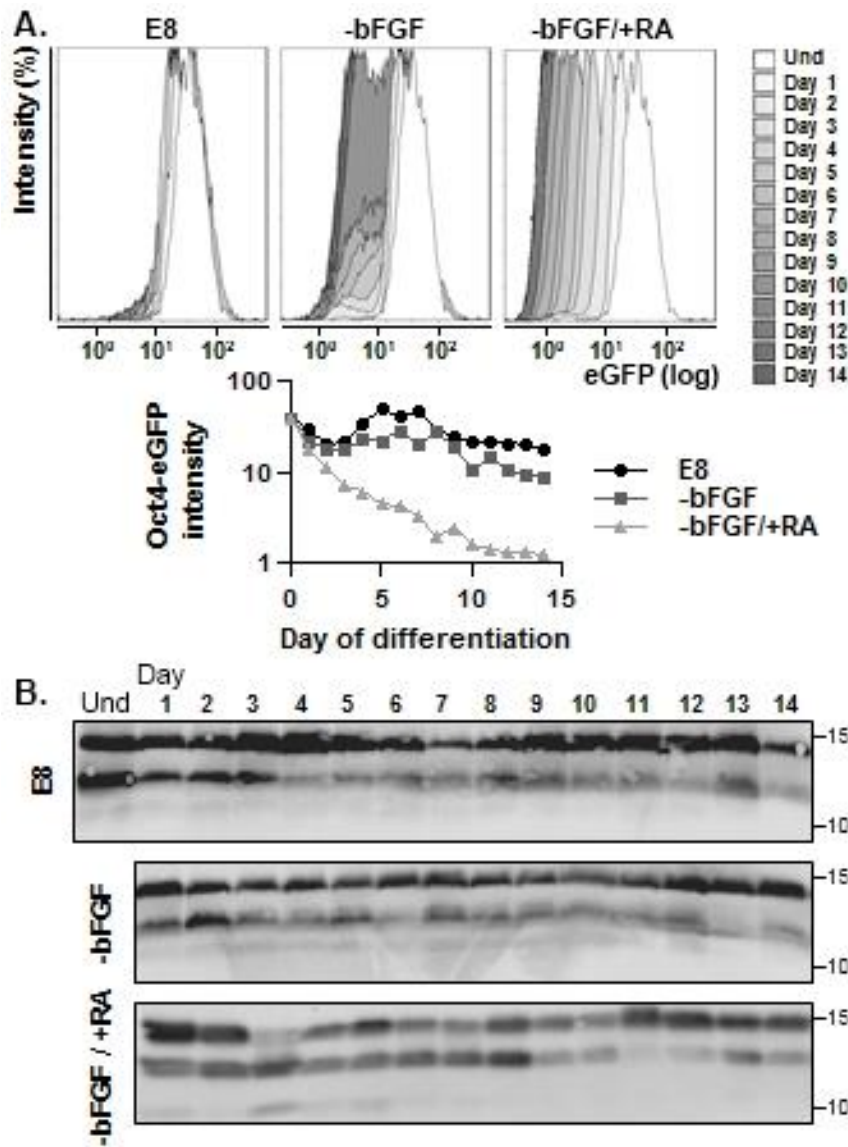 A.
E8 -bFGF -bFGF/+RA
Intensity (%)
10⁰ 10¹ 10² 10⁰ 10¹ 10² 10⁰ 10¹ 10²
eGFP (log)
Und
Day 1
Day 2
Day 3
Day 4
Day 5
Day 6
Day 7
Day 8
Day 9
Day 10
Day 11
Day 12
Day 13
Day 14
Oct4-eGFP
intensity
100
10
1
0 5 10 15
Day of differentiation
E8
-bFGF
-bFGF/+RA
B.
Day
Und 1 2 3 4 5 6 7 8 9 10 11 12 13 14
E8
-15
-10
-bFGF
-15
-10
-bFGF / +RA
-15
-10